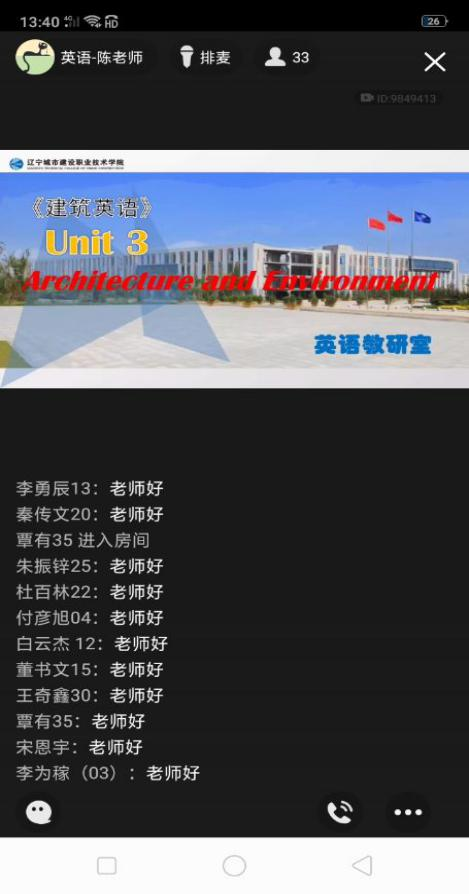 13:40 4G HD 26
英语-陈老师 排麦 33
ID:9849413
辽宁城市建设职业技术学院
《建筑英语》
Unit 3
Architecture and Environment
英语教研室
李勇辰13：老师好
秦传文20：老师好
覃有35 进入房间
朱振锌25：老师好
杜百林22：老师好
付彦旭04：老师好
白云杰 12：老师好
董书文15：老师好
王奇鑫30：老师好
覃有35：老师好
宋恩宇：老师好
李为稼（03）：老师好